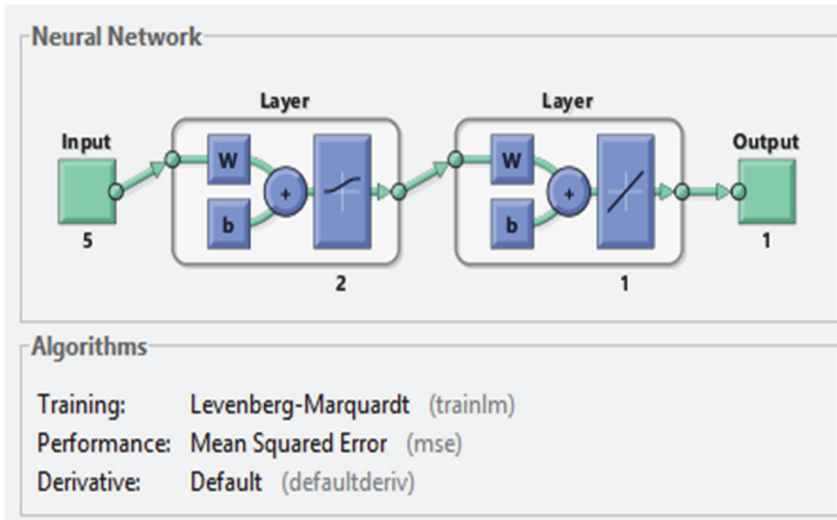 Neural Network
Layer Layer
Input Output
W W
+ +
b b
5 1
2 1
Algorithms
Training: Levenberg-Marquardt (trainlm)
Performance: Mean Squared Error (mse)
Derivative: Default (defaultderiv)